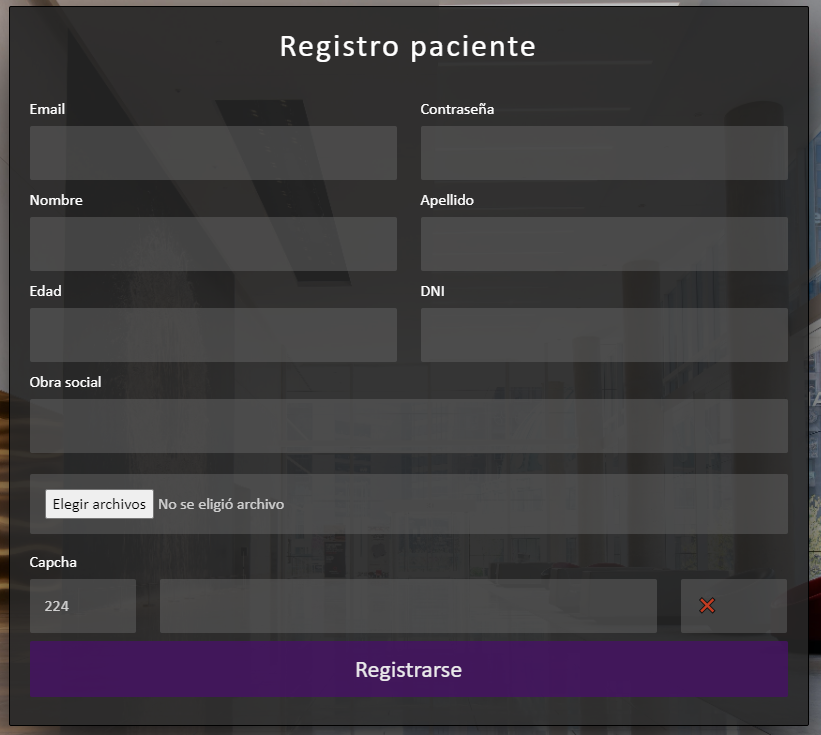 Registro paciente
Email
Contraseña
Nombre
Apellido
Edad
DNI
Obra social
Elegir archivos No se eligió archivo
Capcha
224
Registrarse